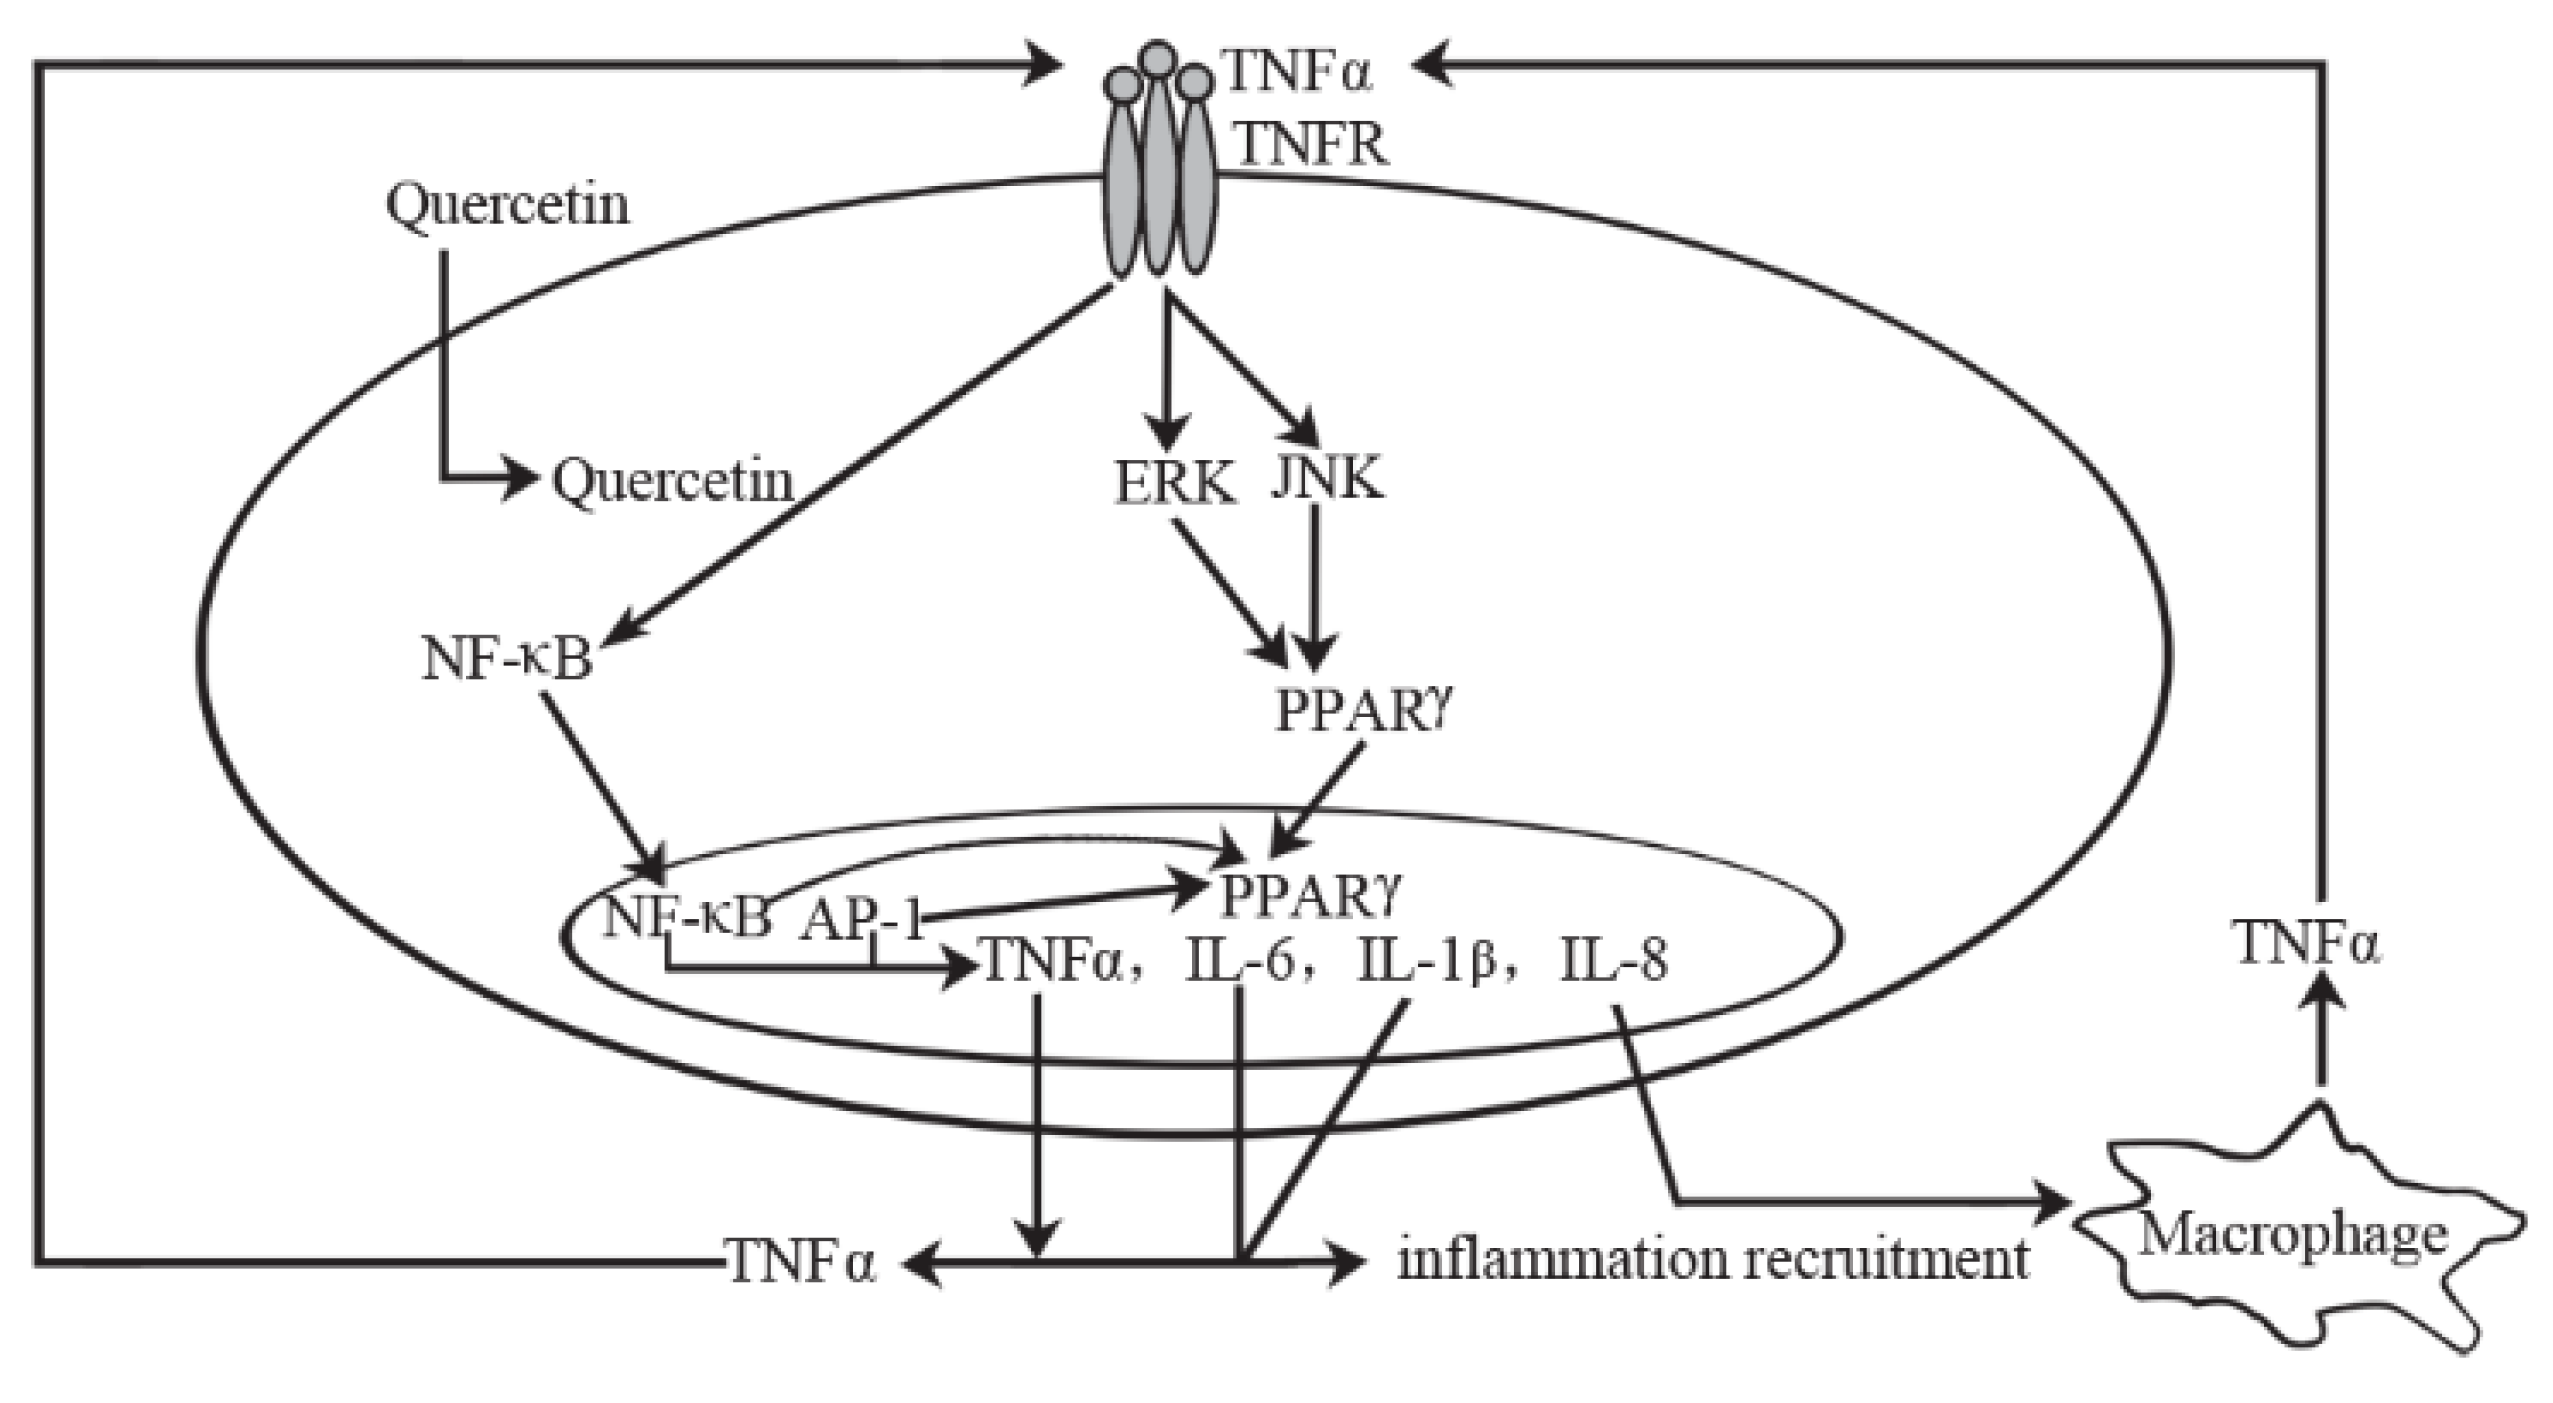 TNFα
TNFR
Quercetin
Quercetin
ERK
JNK
NF-κB
PPARγ
NF-κB
AP-1
PPARγ
TNFα, IL-6, IL-1β, IL-8
TNFα
TNFα
inflammation recruitment
Macrophage